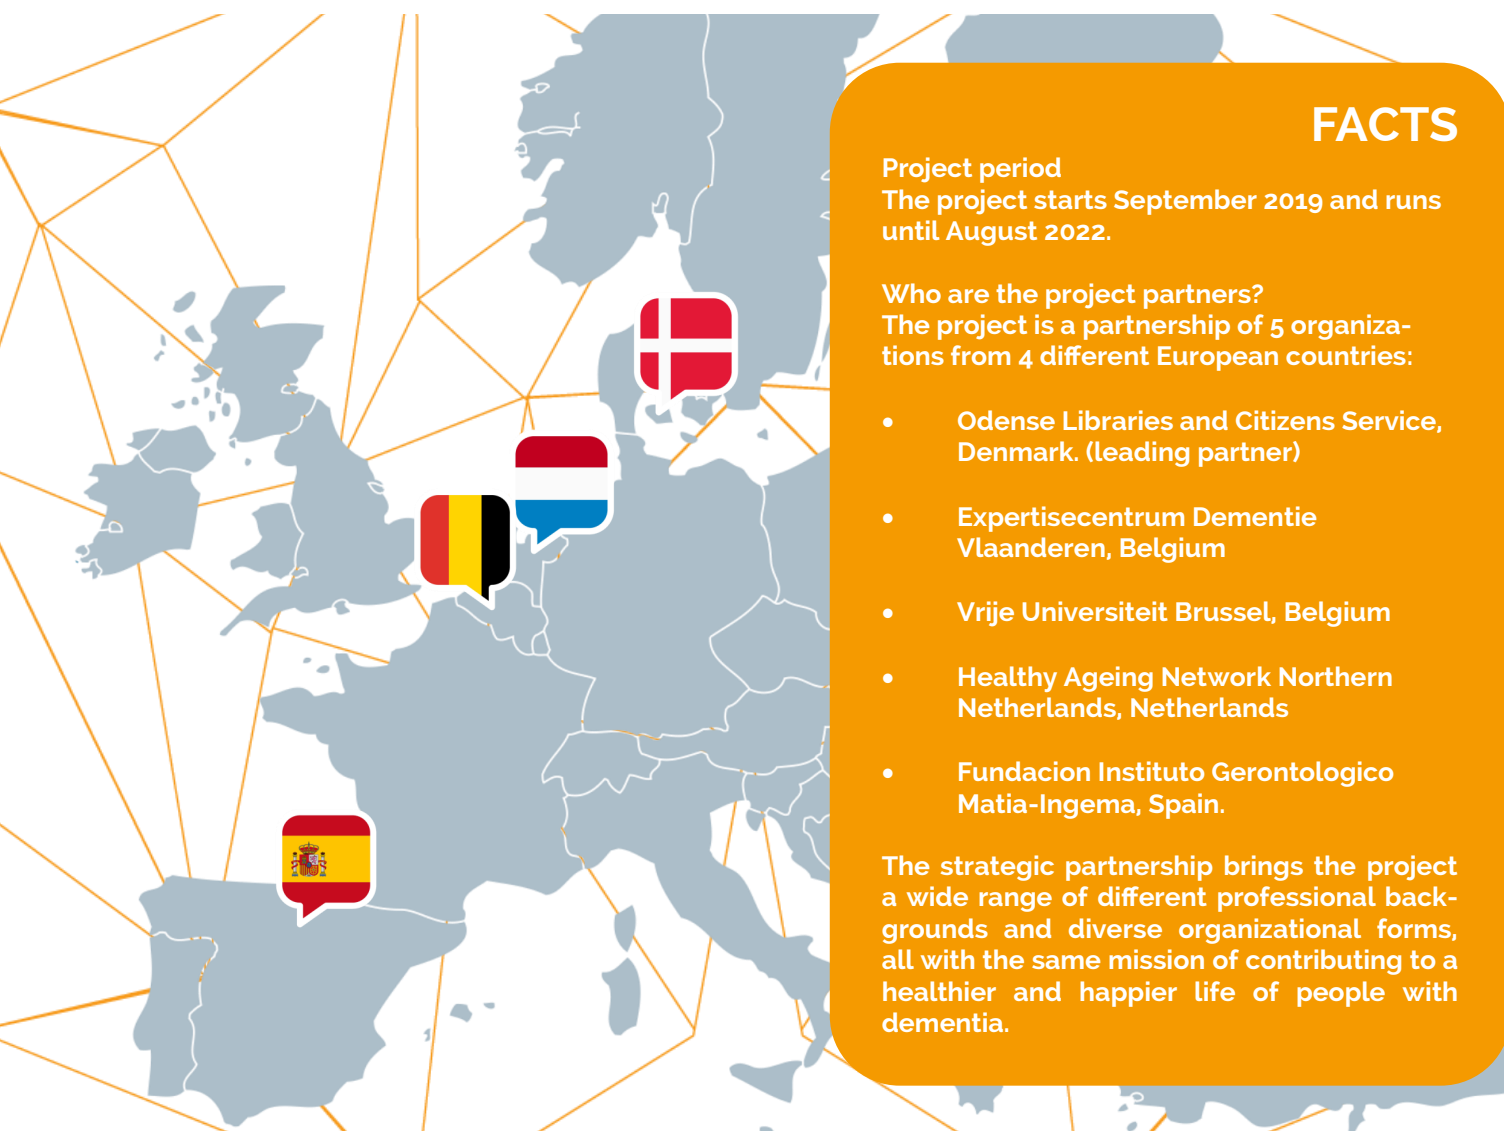 FACTS
Project period
The project starts September 2019 and runs
until August 2022.
Who are the project partners?
The project is a partnership of 5 organiza-
tions from 4 different European countries:
• Odense Libraries and Citizens Service,
Denmark. (leading partner)
• Expertisecentrum Dementie
Vlaanderen, Belgium
• Vrije Universiteit Brussel, Belgium
• Healthy Ageing Network Northern
Netherlands, Netherlands
• Fundacion Instituto Gerontologico
Matia-Ingema, Spain.
The strategic partnership brings the project
a wide range of different professional back-
grounds and diverse organizational forms,
all with the same mission of contributing to a
healthier and happier life of people with
dementia.